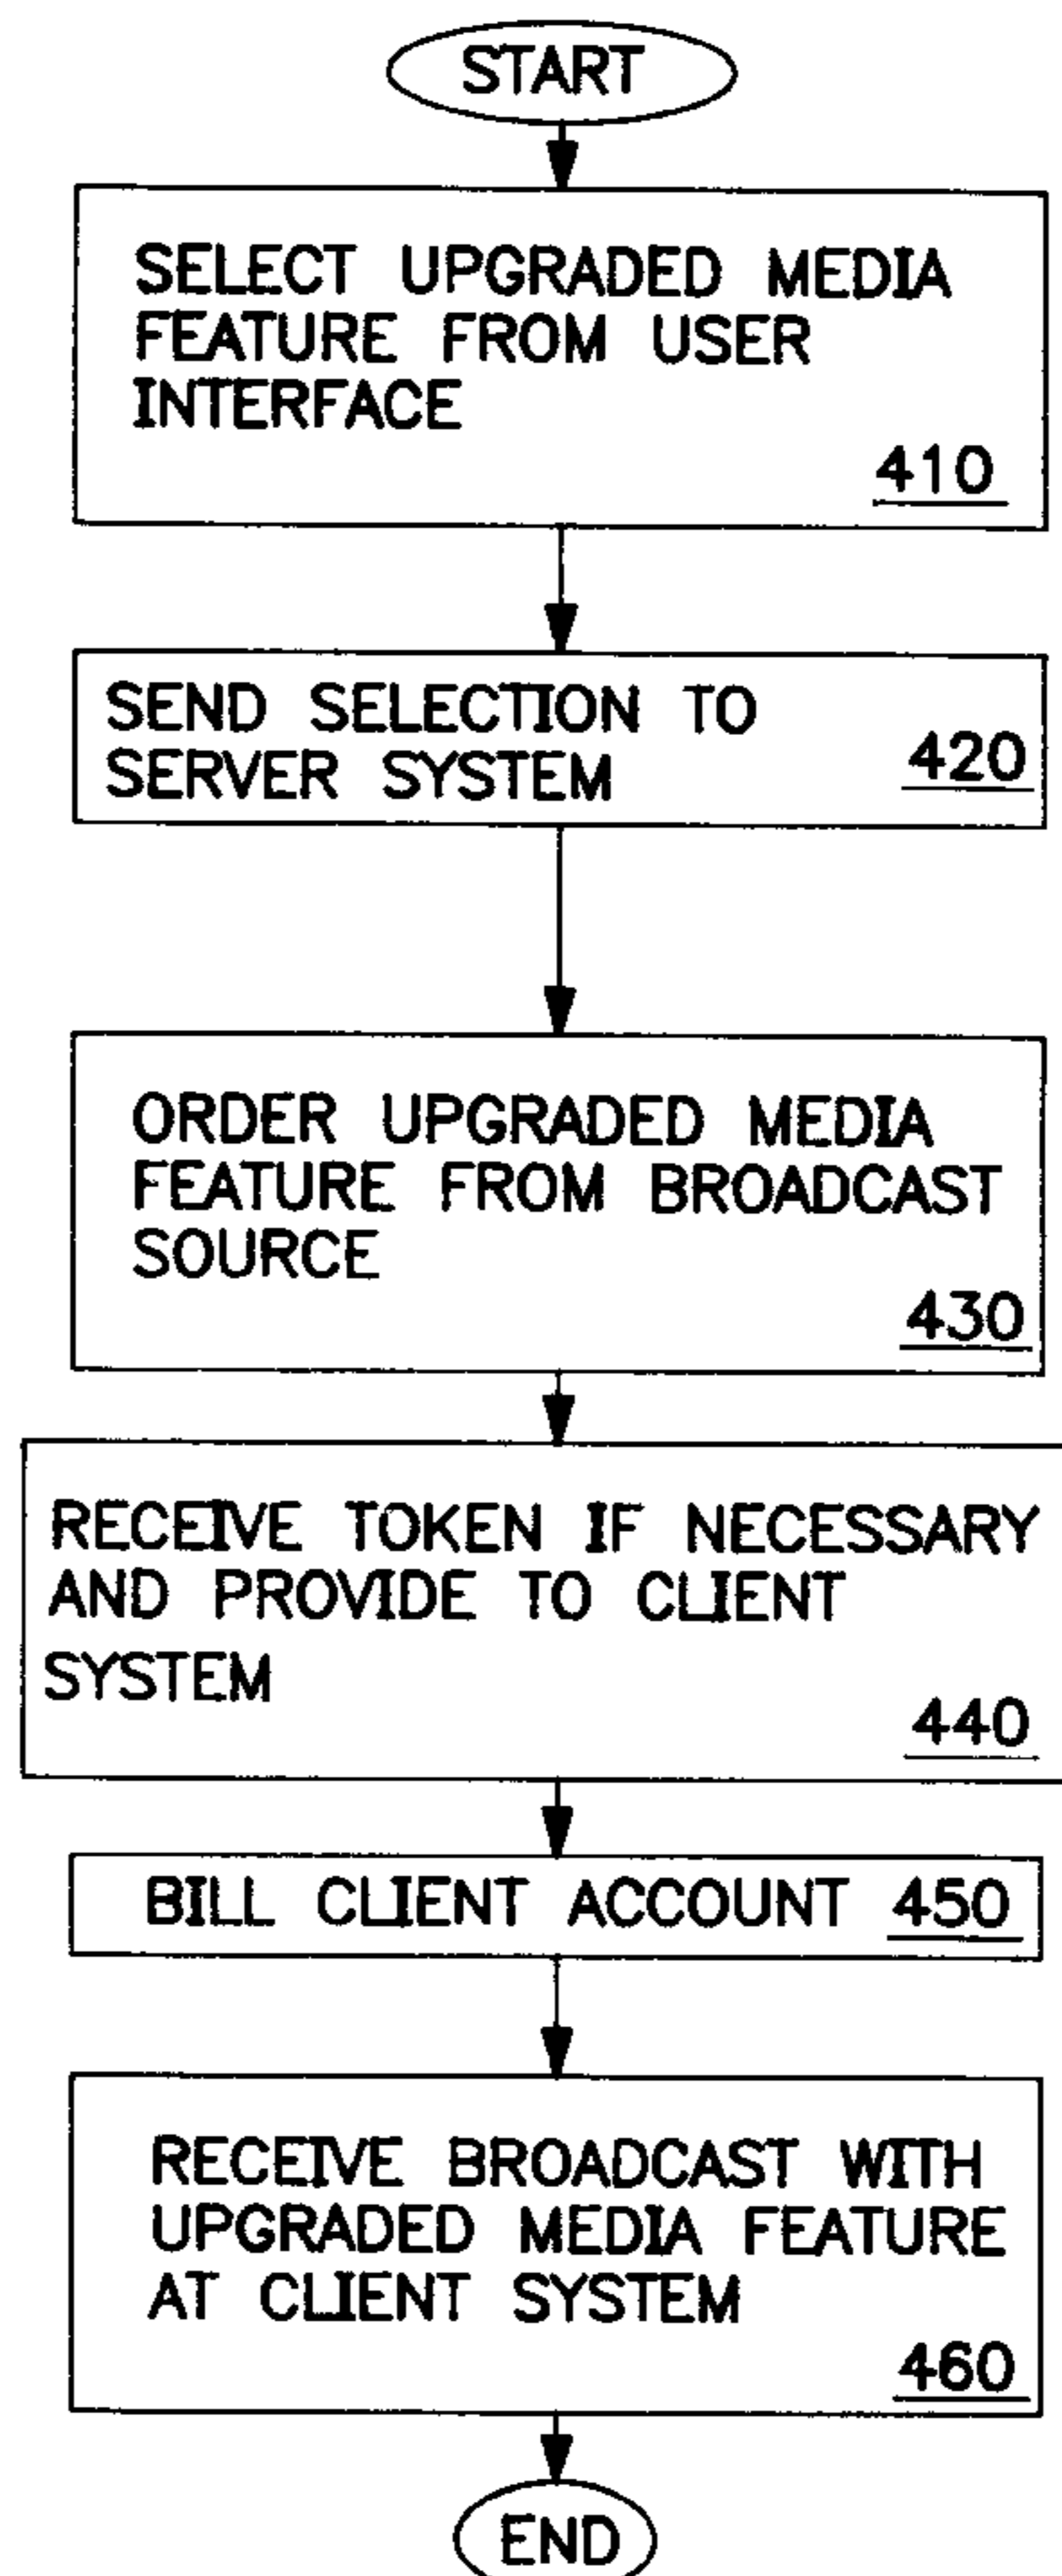 START
SELECT UPGRADED MEDIA
FEATURE FROM USER
INTERFACE
410
SEND SELECTION TO
SERVER SYSTEM
420
ORDER UPGRADED MEDIA
FEATURE FROM BROADCAST
SOURCE
430
RECEIVE TOKEN IF NECESSARY
AND PROVIDE TO CLIENT
SYSTEM
440
BILL CLIENT ACCOUNT 450
RECEIVE BROADCAST WITH
UPGRADED MEDIA FEATURE
AT CLIENT SYSTEM
460
END